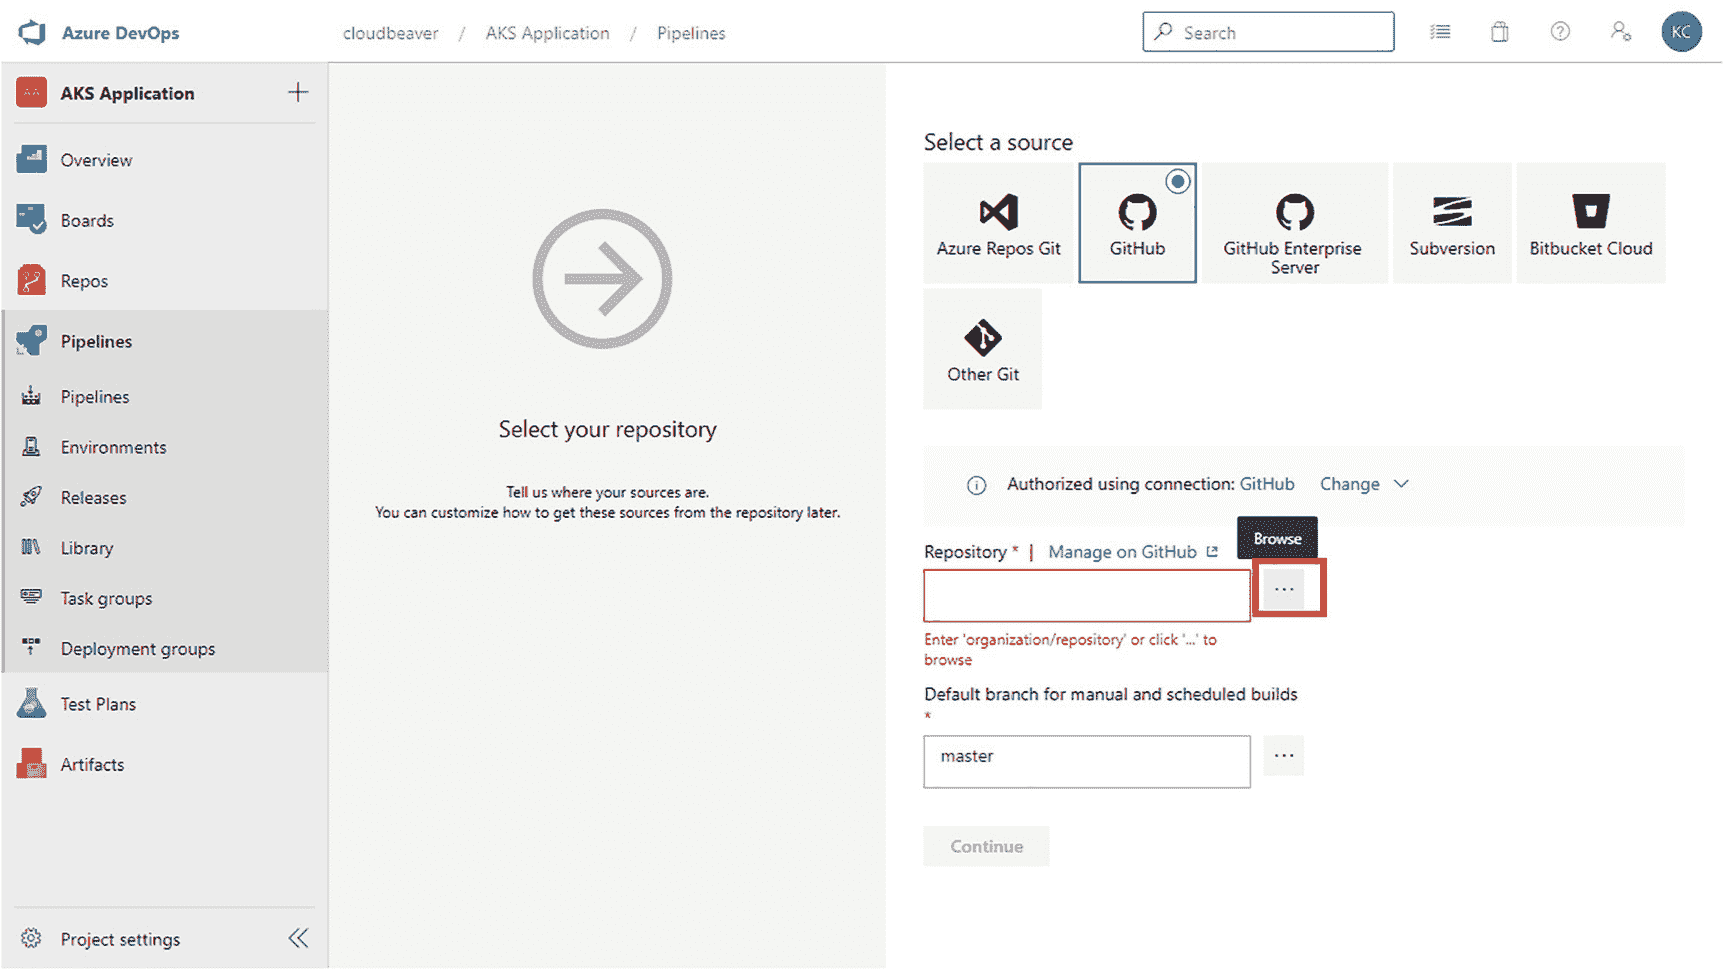 Azure DevOps
cloudbeaver / AKS Application / Pipelines
Search
KC
AA
AKS Application
Overview
Boards
Repos
Pipelines
Pipelines
Environments
Releases
Library
Task groups
Deployment groups
Test Plans
Artifacts
Project settings
Select your repository
Tell us where your sources are.
You can customize how to get these sources from the repository later.
Select a source
Azure Repos Git
GitHub
GitHub Enterprise
Server
Subversion
Bitbucket Cloud
Other Git
Authorized using connection: GitHub Change
Browse
Repository * | Manage on GitHub
...
Enter 'organization/repository' or click '...' to
browse
Default branch for manual and scheduled builds
*
master
...
Continue